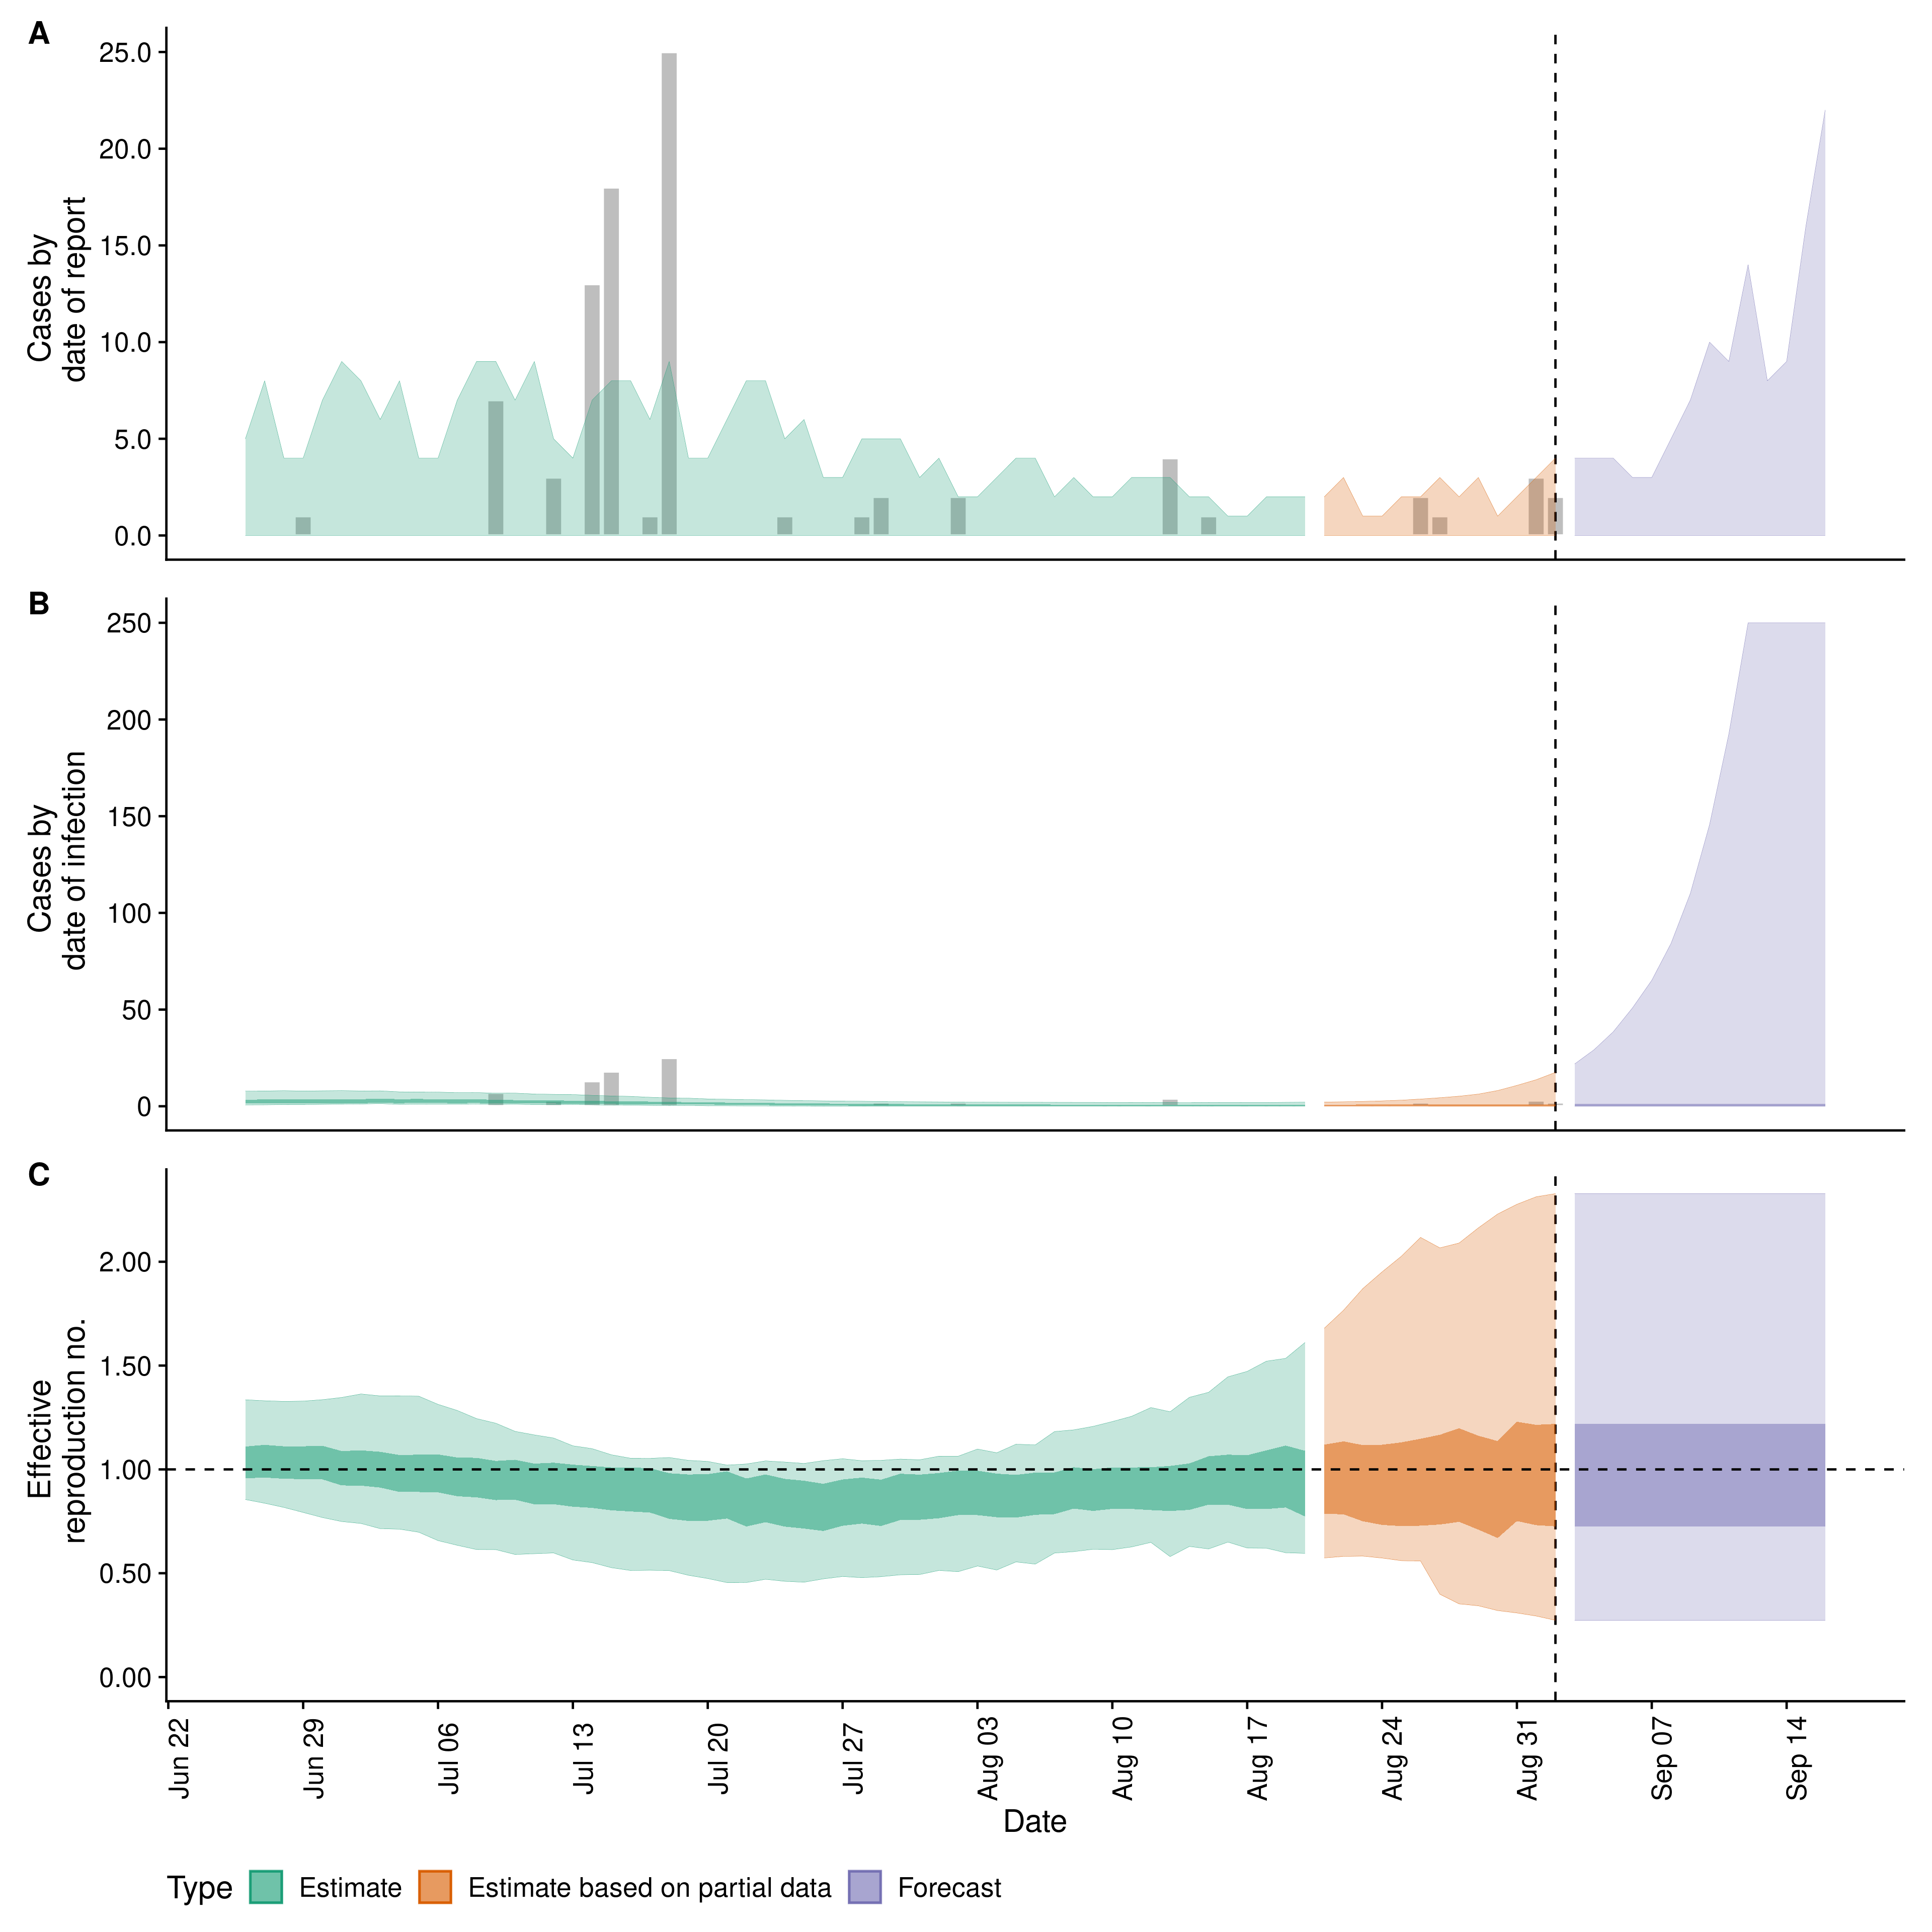 A
25.0
20.0
15.0
10.0
5.0
0.0
Cases by
date of report
B
250
200
150
100
50
0
Cases by
date of infection
C
2.00
1.50
1.00
0.50
0.00
Effective
reproduction no.
Jun 22
Jun 29
Jul 06
Jul 13
Jul 20
Jul 27
Aug 03
Aug 10
Aug 17
Aug 24
Aug 31
Sep 07
Sep 14
Date
Type Estimate Estimate based on partial data Forecast